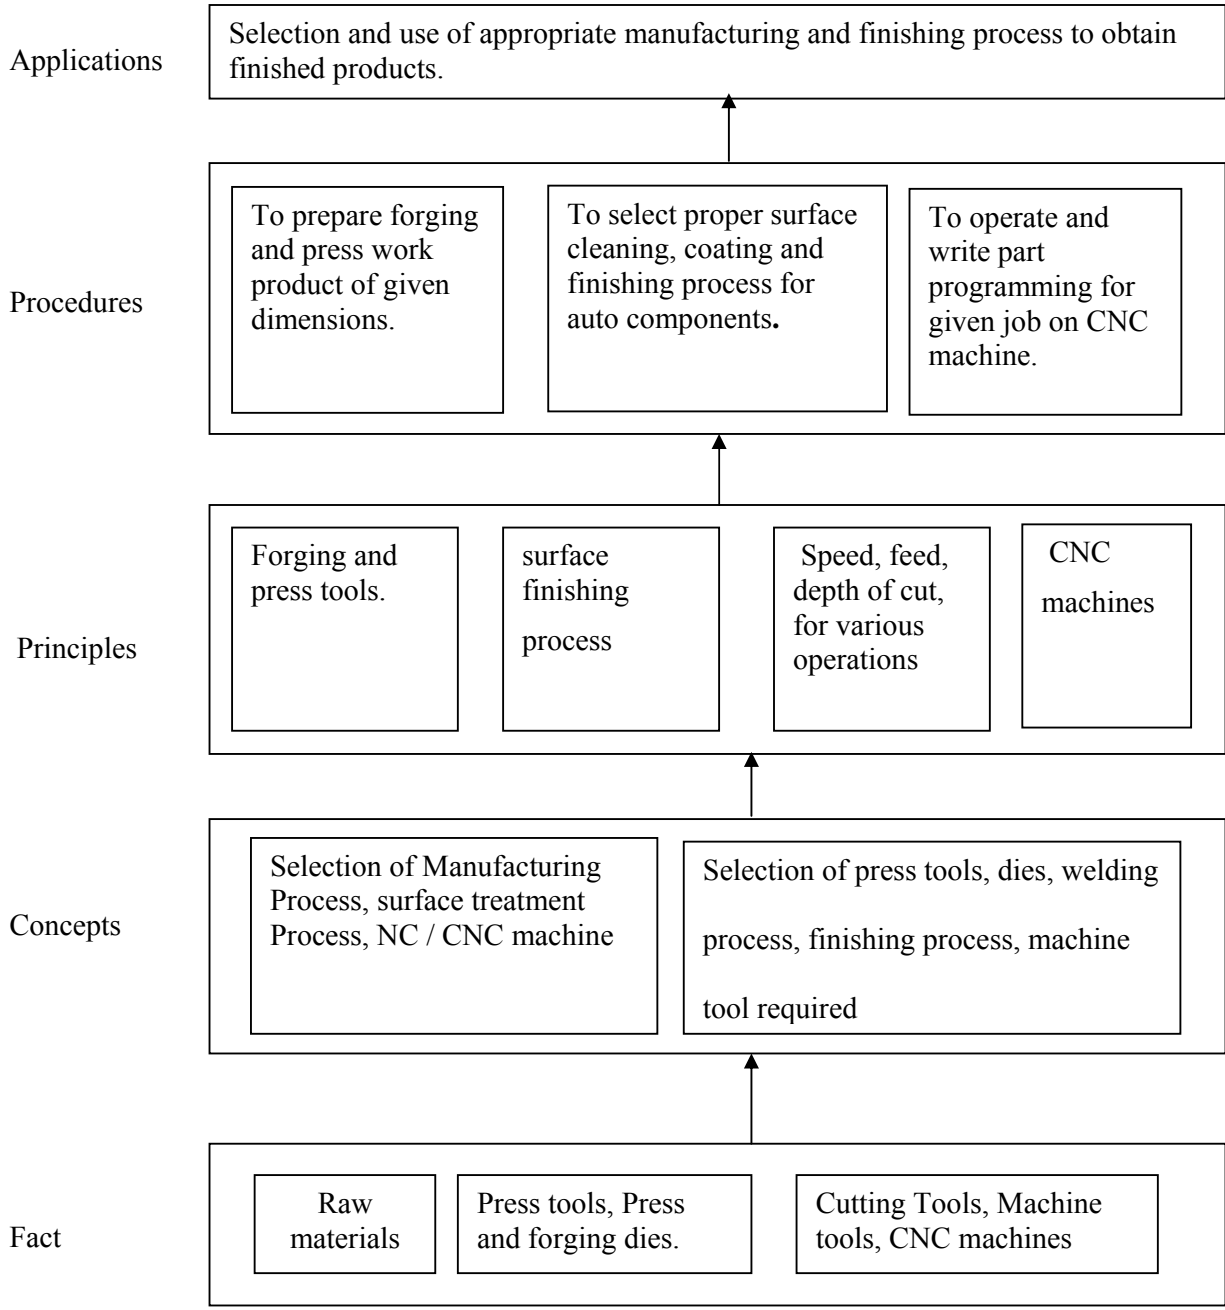 Applications
Selection and use of appropriate manufacturing and finishing process to obtain
finished products.
Procedures
To prepare forging
and press work
product of given
dimensions.
To select proper surface
cleaning, coating and
finishing process for
auto components.
To operate and
write part
programming for
given job on CNC
machine.
Principles
Forging and
press tools.
surface
finishing
process
Speed, feed,
depth of cut,
for various
operations
CNC
machines
Concepts
Selection of Manufacturing
Process, surface treatment
Process, NC / CNC machine
Selection of press tools, dies, welding
process, finishing process, machine
tool required
Fact
Raw
materials
Press tools, Press
and forging dies.
Cutting Tools, Machine
tools, CNC machines